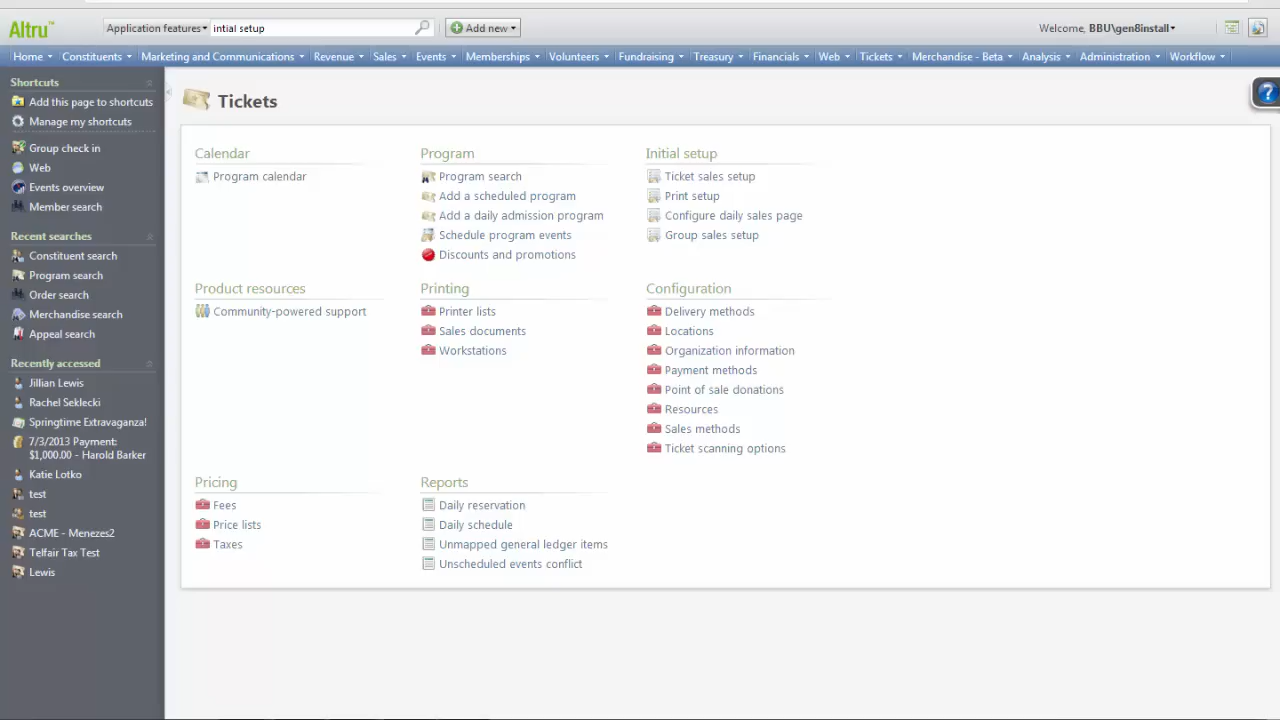 Altru™
Application features
intial setup
Add new
Welcome, BBU\gen8install
Home Constituents Marketing and Communications Revenue Sales Events Memberships Volunteers Fundraising Treasury Financials Web Tickets Merchandise - Beta Analysis Administration Workflow
Shortcuts
Add this page to shortcuts
Manage my shortcuts
Group check in
Web
Events overview
Member search
Recent searches
Constituent search
Program search
Order search
Merchandise search
Appeal search
Recently accessed
Jillian Lewis
Rachel Seklecki
Springtime Extravaganza!
7/3/2013 Payment:
$1,000.00 - Harold Barker
Katie Lotko
test
test
ACME - Menezes2
Telfair Tax Test
Lewis
Tickets
?
Calendar
Program calendar
Program
Program search
Add a scheduled program
Add a daily admission program
Schedule program events
Discounts and promotions
Initial setup
Ticket sales setup
Print setup
Configure daily sales page
Group sales setup
Product resources
Community-powered support
Printing
Printer lists
Sales documents
Workstations
Configuration
Delivery methods
Locations
Organization information
Payment methods
Point of sale donations
Resources
Sales methods
Ticket scanning options
Pricing
Fees
Price lists
Taxes
Reports
Daily reservation
Daily schedule
Unmapped general ledger items
Unscheduled events conflict